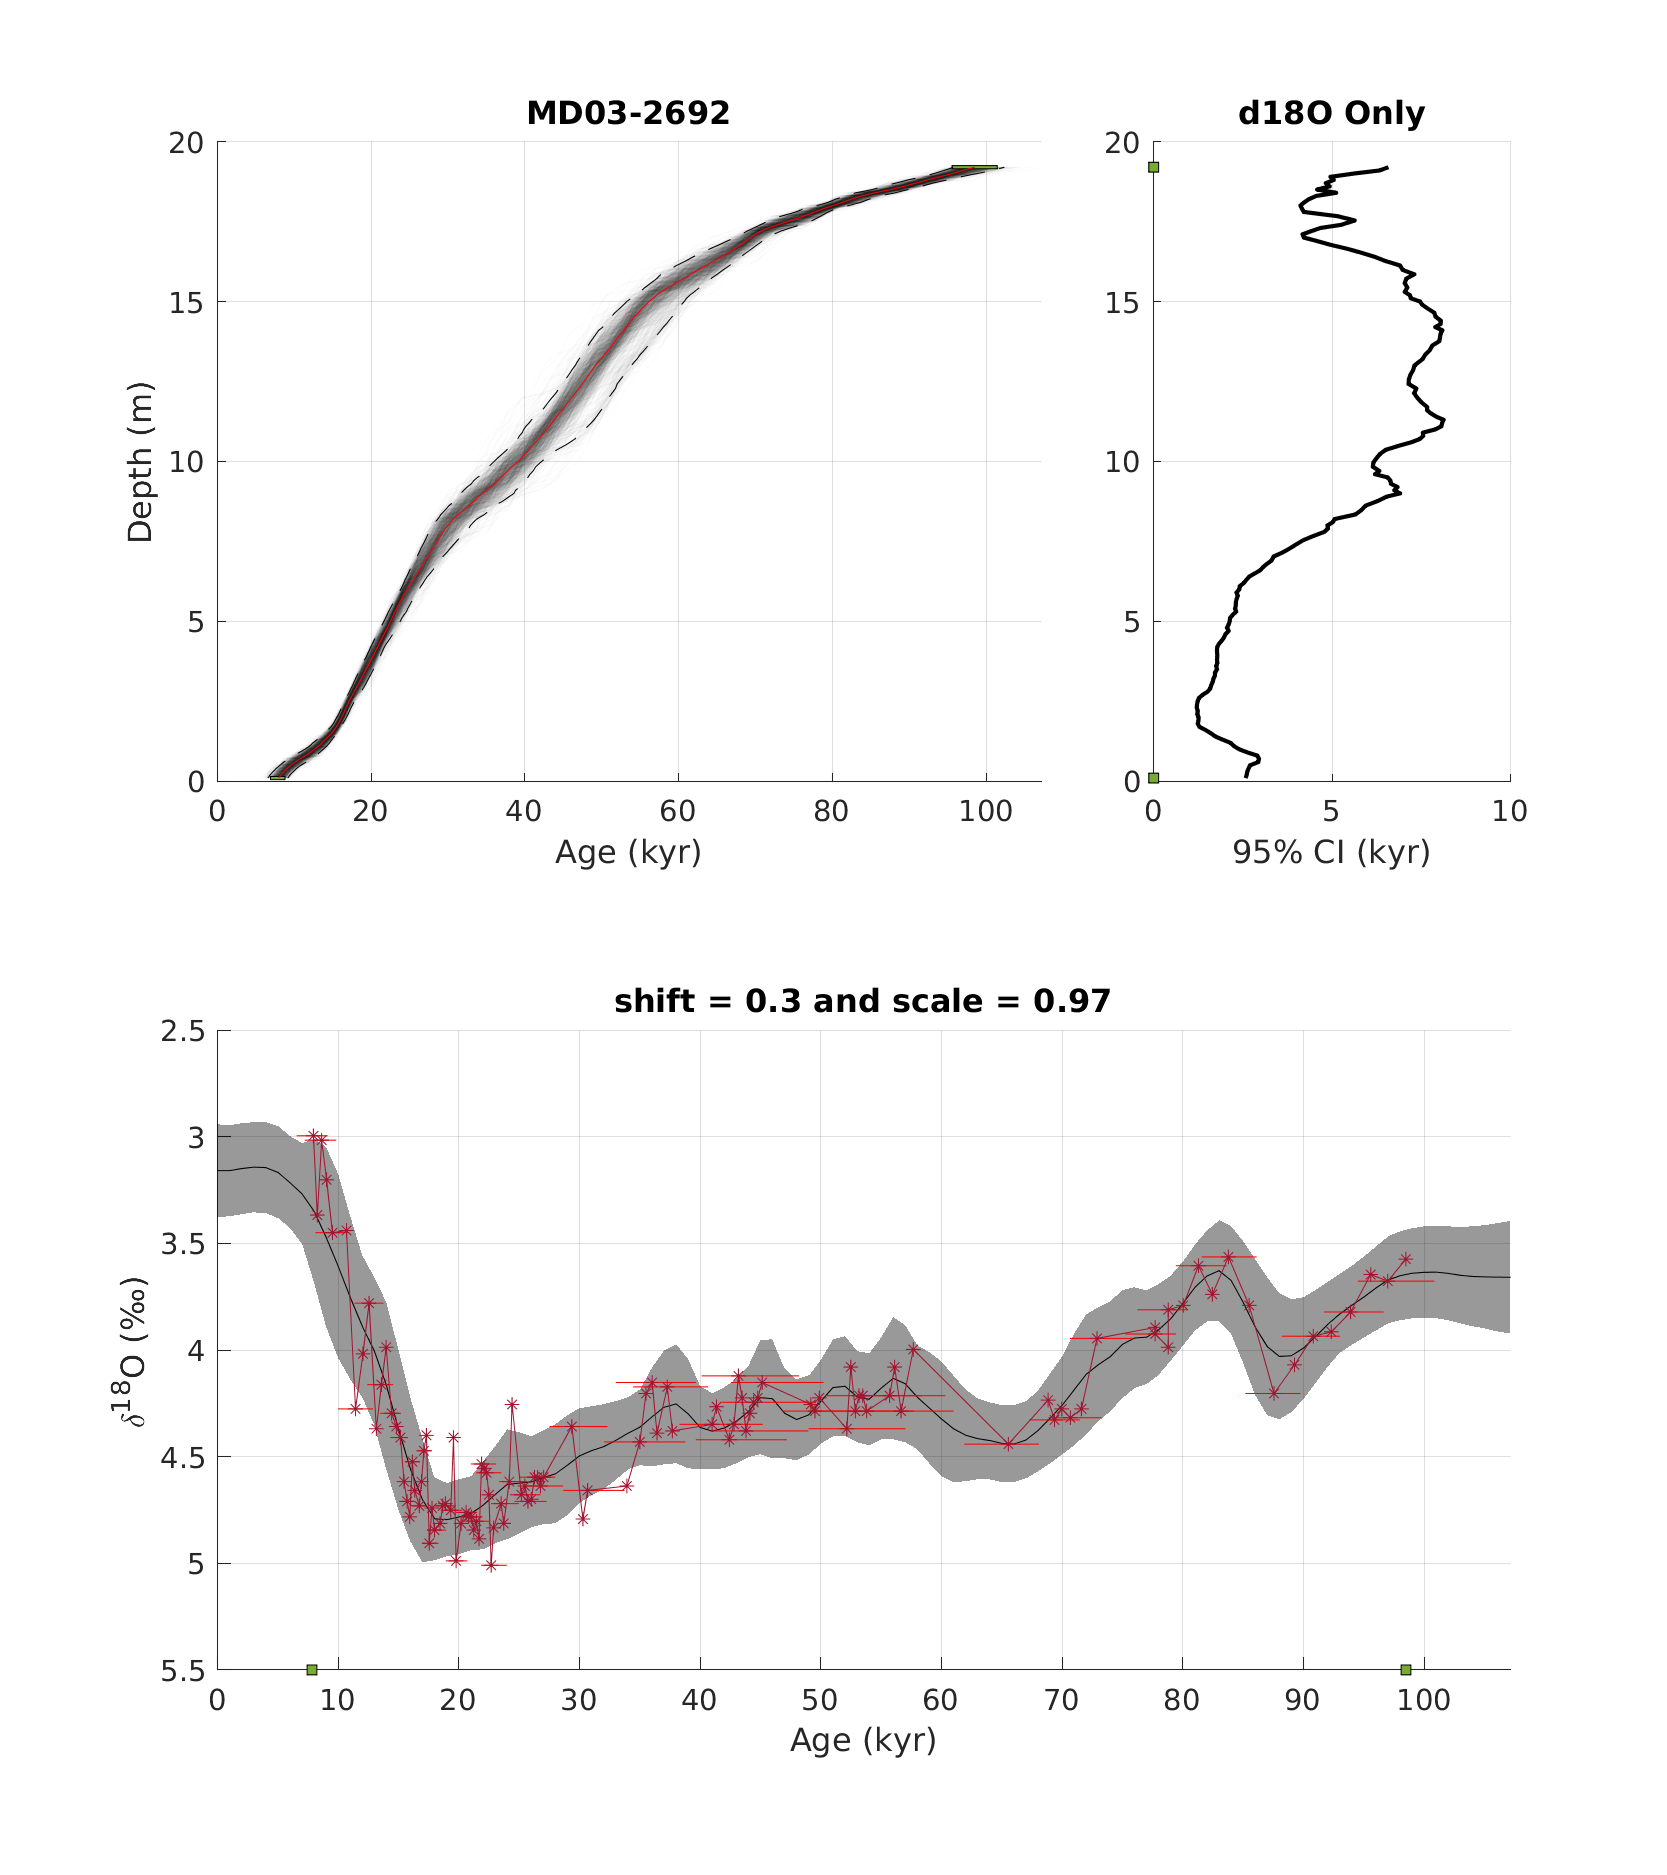 MD03-2692
20
15
10
5
0
Depth (m)
0 20 40 60 80 100
Age (kyr)
d18O Only
20
15
10
5
0
0 5 10
95% CI (kyr)
shift = 0.3 and scale = 0.97
2.5
3
3.5
4
4.5
5
5.5
δ18O (‰)
0 10 20 30 40 50 60 70 80 90 100
Age (kyr)